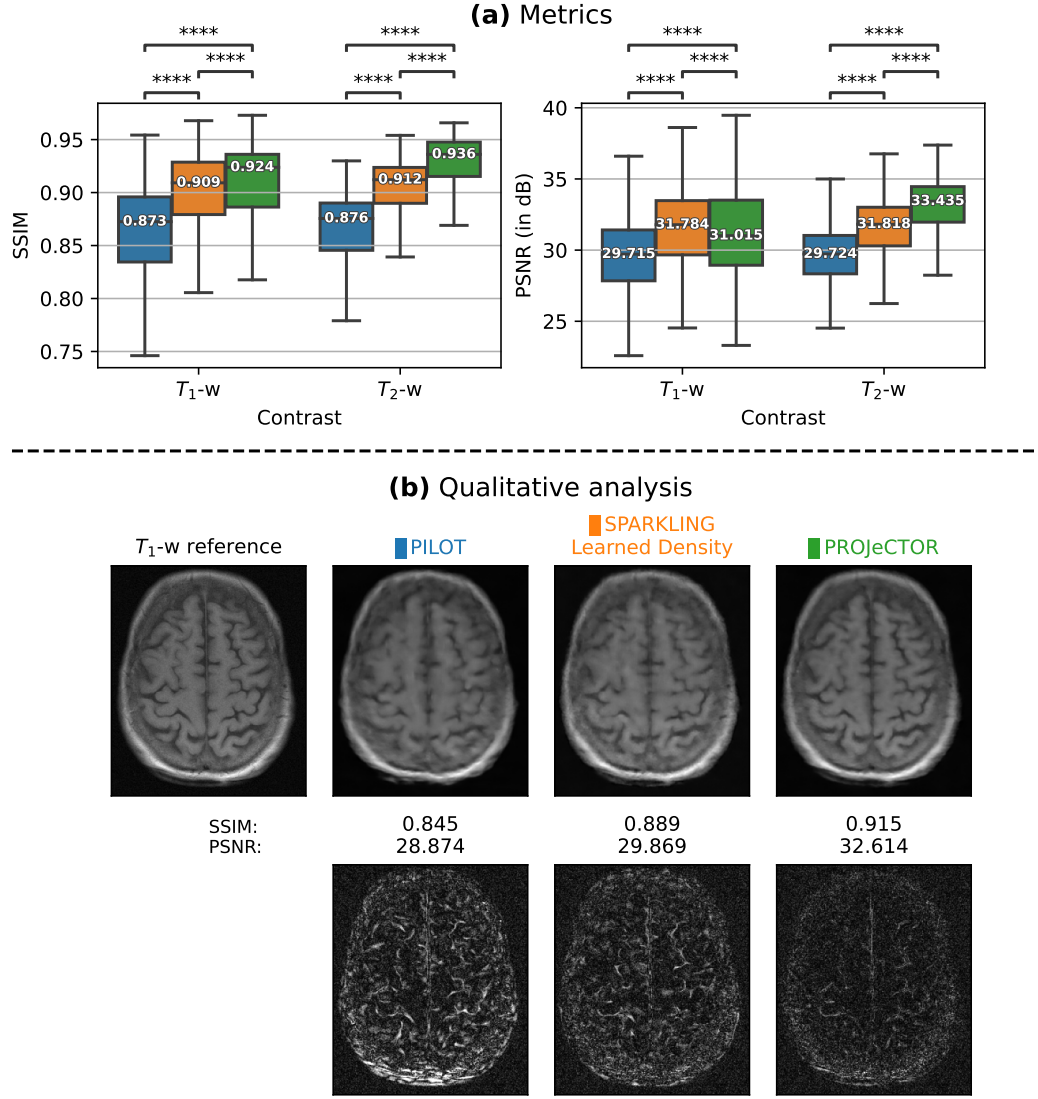 (a) Metrics
**** ****
**** ****
**** ****
**** ****
**** ****
**** ****
SSIM
0.95
0.90
0.85
0.80
0.75
0.873
0.909
0.924
0.876
0.912
0.936
T1-w
T2-w
Contrast
PSNR (in dB)
40
35
30
25
29.715
31.784
31.015
29.724
31.818
33.435
T1-w
T2-w
Contrast
(b) Qualitative analysis
T1-w reference
PILOT
SPARKLING
Learned Density
PROJeCTOR
SSIM: 0.845 0.889 0.915
PSNR: 28.874 29.869 32.614